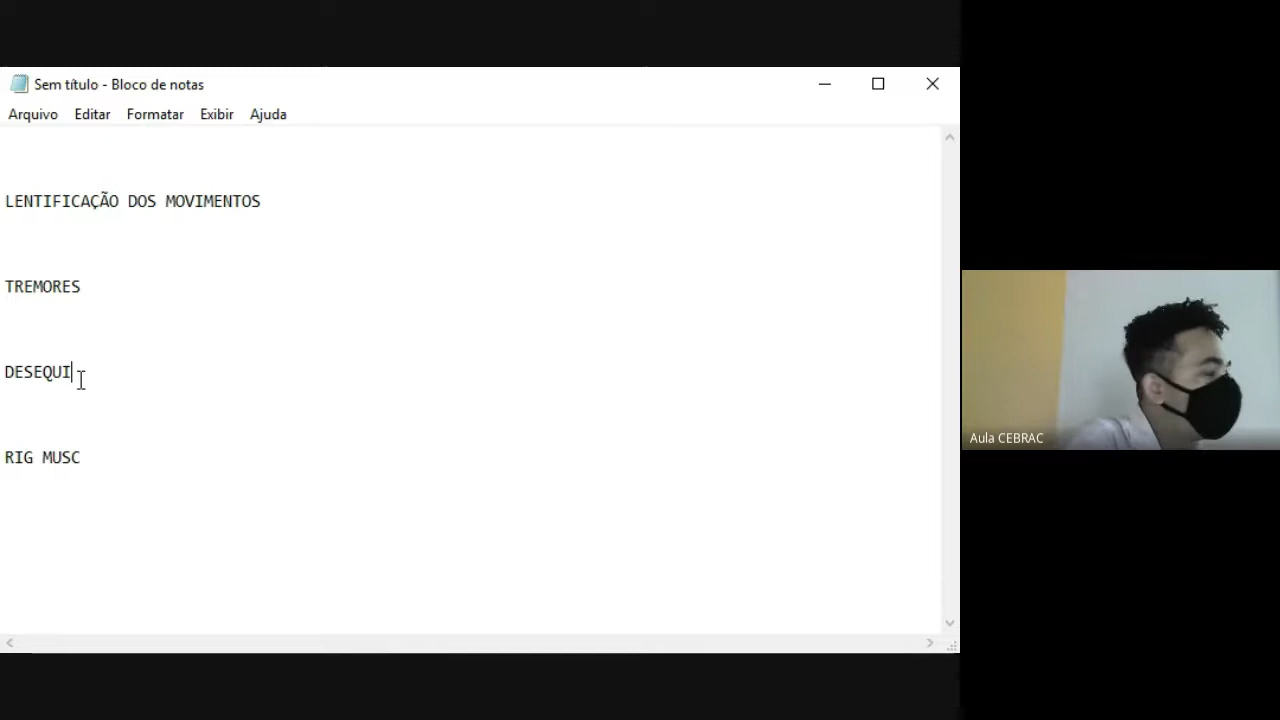 Sem título - Bloco de notas
Arquivo Editar Formatar Exibir Ajuda
LENTIFICAÇÃO DOS MOVIMENTOS
TREMORES
DESEQUI
RIG MUSC
Aula CEBRAC